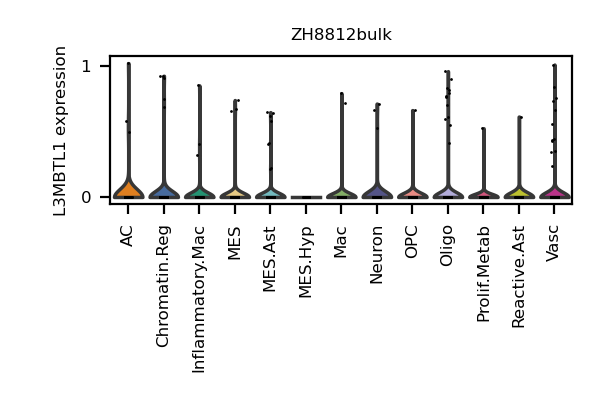 ZH8812bulk
L3MBTL1 expression
1
0
AC
Chromatin.Reg
Inflammatory.Mac
MES
MES.Ast
MES.Hyp
Mac
Neuron
OPC
Oligo
Prolif.Metab
Reactive.Ast
Vasc